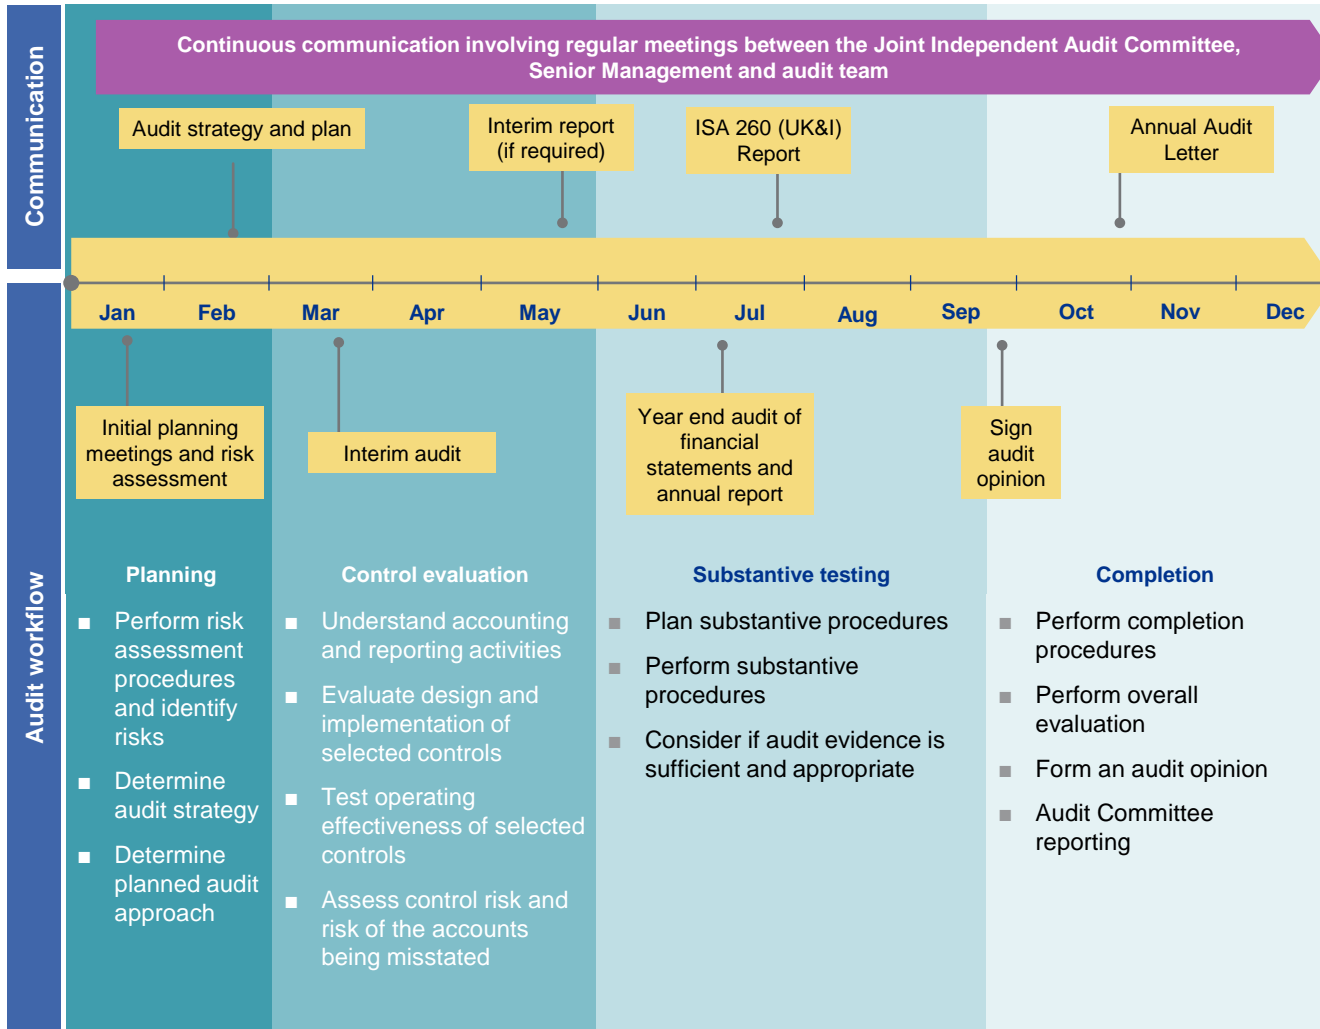 Communication
Continuous communication involving regular meetings between the Joint Independent Audit Committee,
Senior Management and audit team
Audit strategy and plan
Interim report
(if required)
ISA 260 (UK&I)
Report
Annual Audit
Letter
Jan
Feb
Mar
Apr
May
Jun
Jul
Aug
Sep
Oct
Nov
Dec
Audit workflow
Initial planning
meetings and risk
assessment
Interim audit
Year end audit of
financial
statements and
annual report
Sign
audit
opinion
Planning
■ Perform risk
assessment
procedures
and identify
risks
■ Determine
audit strategy
■ Determine
planned audit
approach
Control evaluation
■ Understand accounting
and reporting activities
■ Evaluate design and
implementation of
selected controls
■ Test operating
effectiveness of selected
controls
■ Assess control risk and
risk of the accounts
being misstated
Substantive testing
■ Plan substantive procedures
■ Perform substantive
procedures
■ Consider if audit evidence is
sufficient and appropriate
Completion
■ Perform completion
procedures
■ Perform overall
evaluation
■ Form an audit opinion
■ Audit Committee
reporting